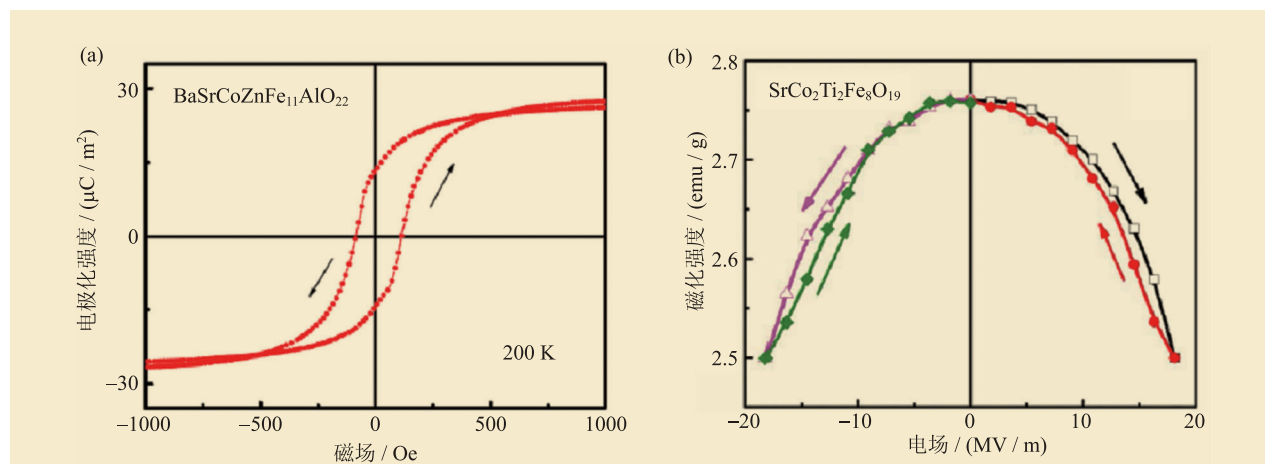 (a)
BaSrCoZnFe₁₁AlO₂₂
200 K
电极化强度 / (μC / m²)
30
0
−30
−1000
−500
0
500
1000
磁场 / Oe
(b)
SrCo₂Ti₂Fe₈O₁₉
磁化强度 / (emu / g)
2.8
2.7
2.6
2.5
−20
−10
0
10
20
电场 / (MV / m)